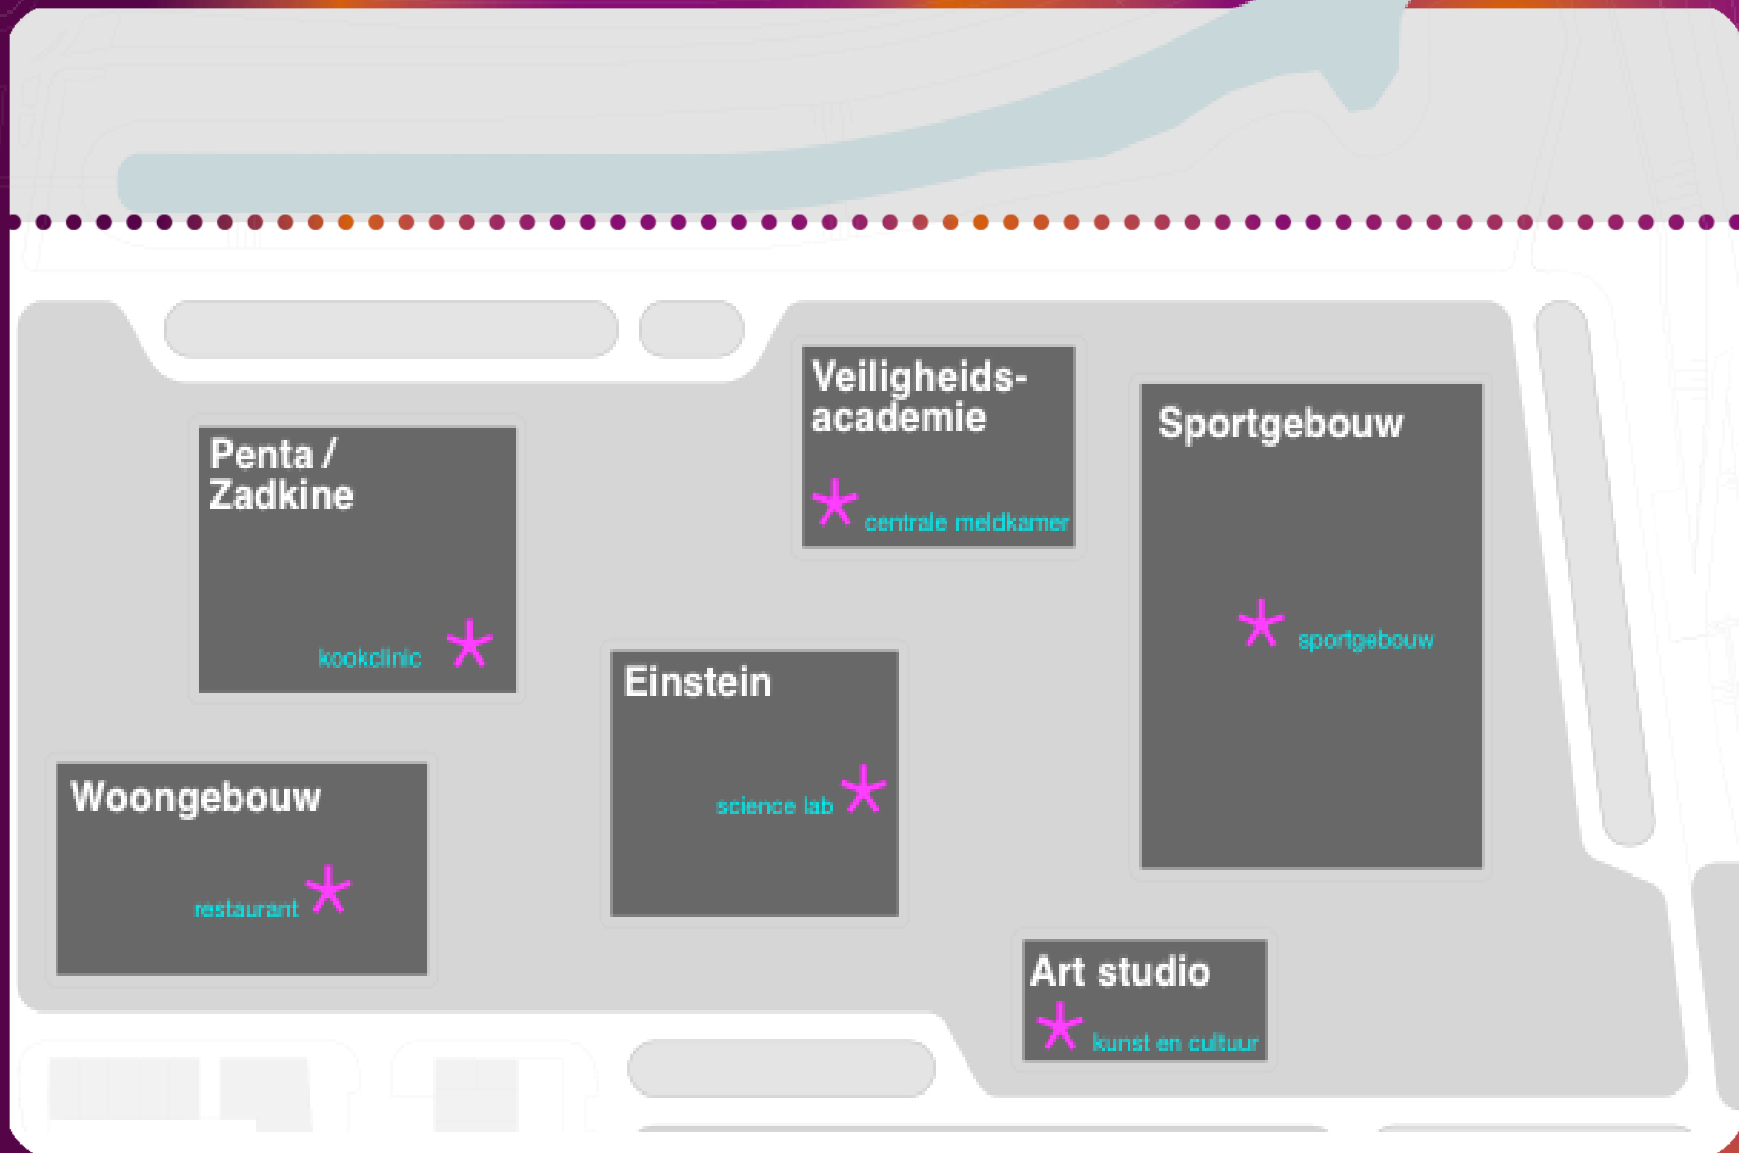 Veiligheids-
academie
centrale meldkamer
Sportgebouw
sportgebouw
Penta /
Zadkine
kookclinic
Einstein
science lab
Woongebouw
restaurant
Art studio
kunst en cultuur